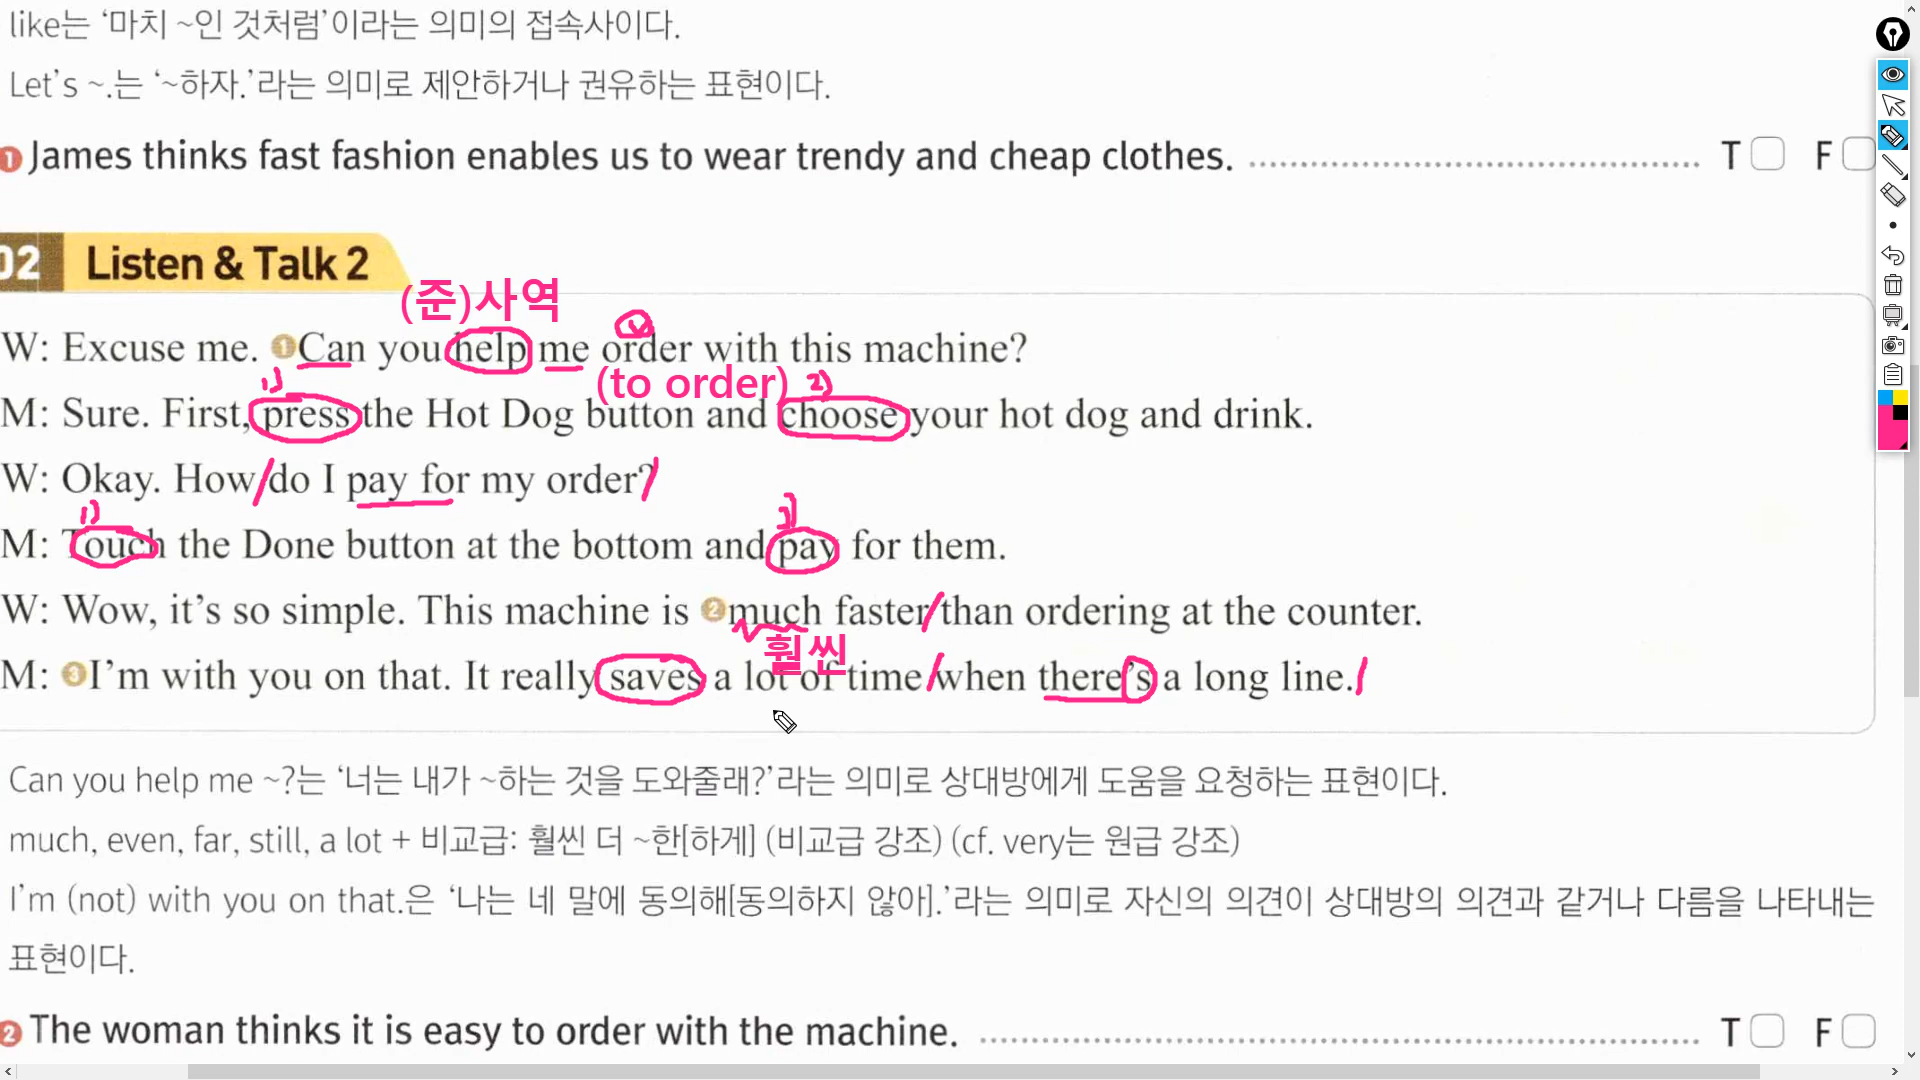 like는 ‘마치 ~인 것처럼’이라는 의미의 접속사이다.
Let’s ~.는 ‘~하자.’라는 의미로 제안하거나 권유하는 표현이다.
1 James thinks fast fashion enables us to wear trendy and cheap clothes. T F
02 Listen & Talk 2
(준)사역
W: Excuse me. 1 Can you help me order with this machine?
(to order)
1) 2)
M: Sure. First, press the Hot Dog button and choose your hot dog and drink.
W: Okay. How/do I pay for my order?/
1)
M: Touch the Done button at the bottom and pay for them.
W: Wow, it’s so simple. This machine is 2 much faster/than ordering at the counter.
훨씬
M: 3 I’m with you on that. It really saves a lot of time/when there’s a long line./
Can you help me ~?는 ‘너는 내가 ~하는 것을 도와줄래?’라는 의미로 상대방에게 도움을 요청하는 표현이다.
much, even, far, still, a lot + 비교급: 훨씬 더 ~한[하게] (비교급 강조) (cf. very는 원급 강조)
I’m (not) with you on that.은 ‘나는 네 말에 동의해[동의하지 않아].’라는 의미로 자신의 의견이 상대방의 의견과 같거나 다름을 나타내는
표현이다.
2 The woman thinks it is easy to order with the machine. T F